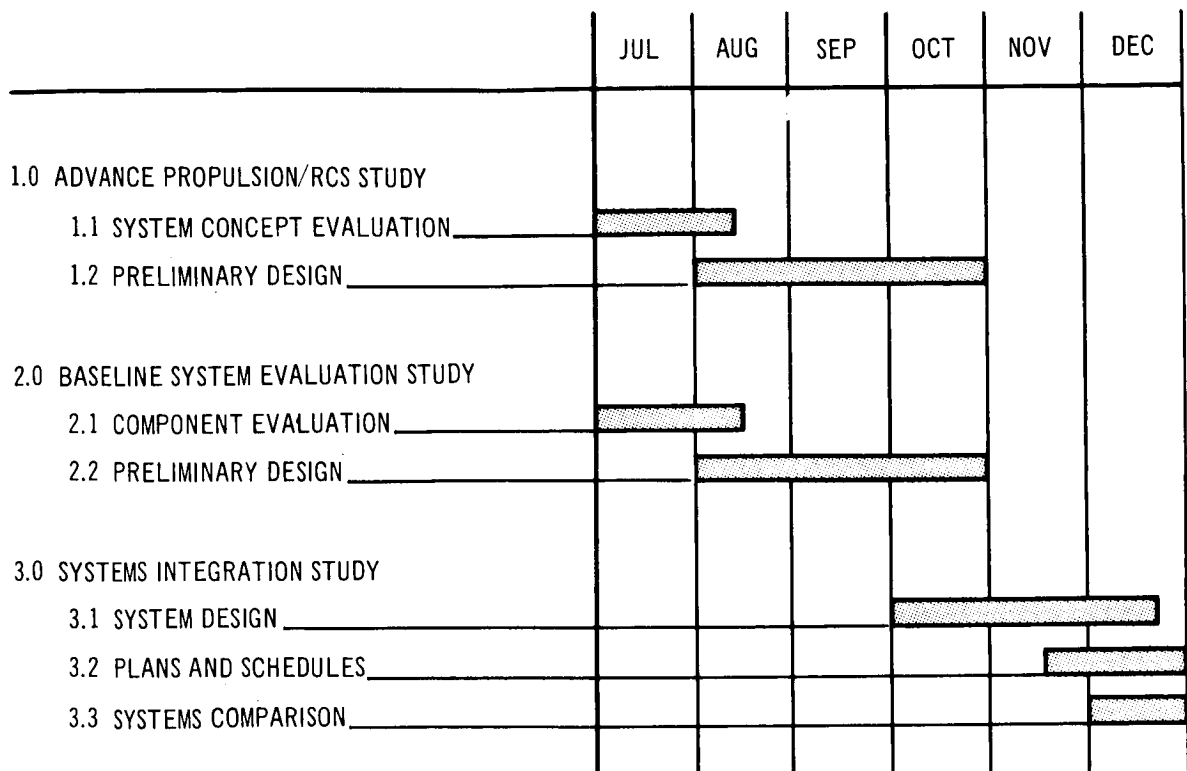 JUL AUG SEP OCT NOV DEC
1.0 ADVANCE PROPULSION/RCS STUDY
1.1 SYSTEM CONCEPT EVALUATION
1.2 PRELIMINARY DESIGN
2.0 BASELINE SYSTEM EVALUATION STUDY
2.1 COMPONENT EVALUATION
2.2 PRELIMINARY DESIGN
3.0 SYSTEMS INTEGRATION STUDY
3.1 SYSTEM DESIGN
3.2 PLANS AND SCHEDULES
3.3 SYSTEMS COMPARISON